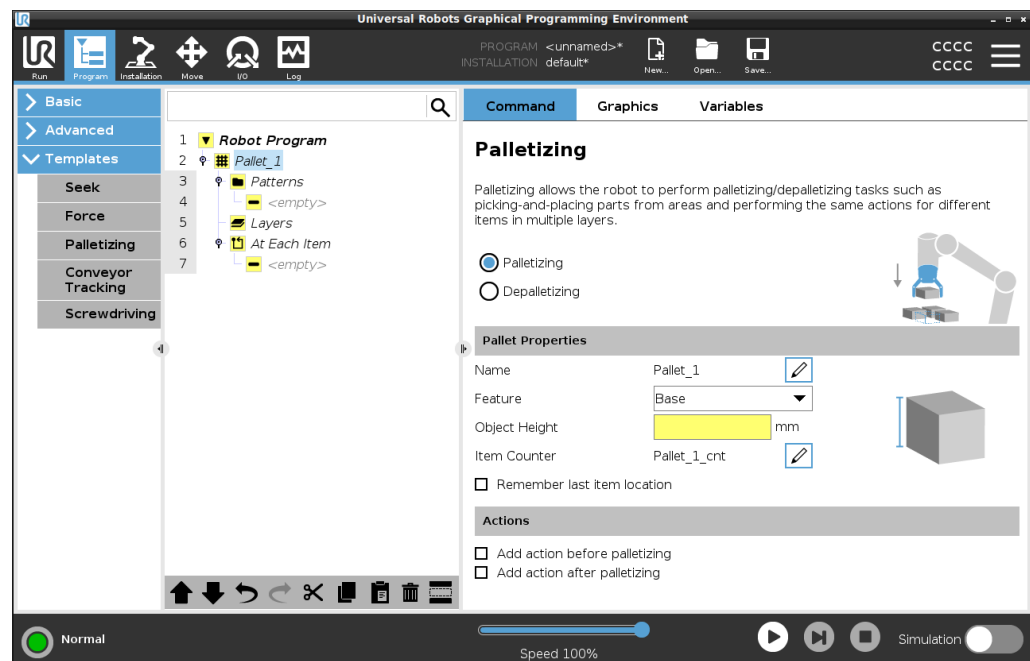 UR
Universal Robots Graphical Programming Environment
UR
Run
Program
Installation
Move
I/O
Log
PROGRAM <unnamed>*
INSTALLATION default*
New...
Open...
Save...
CCCC
CCCC
Basic
Advanced
Templates
Seek
Force
Palletizing
Conveyor
Tracking
Screwdriving
1 Robot Program
2 Pallet_1
3 Patterns
4 <empty>
5 Layers
6 At Each Item
7 <empty>
Command Graphics Variables
Palletizing
Palletizing allows the robot to perform palletizing/depalletizing tasks such as
picking-and-placing parts from areas and performing the same actions for different
items in multiple layers.
Palletizing
Depalletizing
Pallet Properties
Name Pallet_1
Feature Base
Object Height mm
Item Counter Pallet_1_cnt
Remember last item location
Actions
Add action before palletizing
Add action after palletizing
Normal
Speed 100%
Simulation